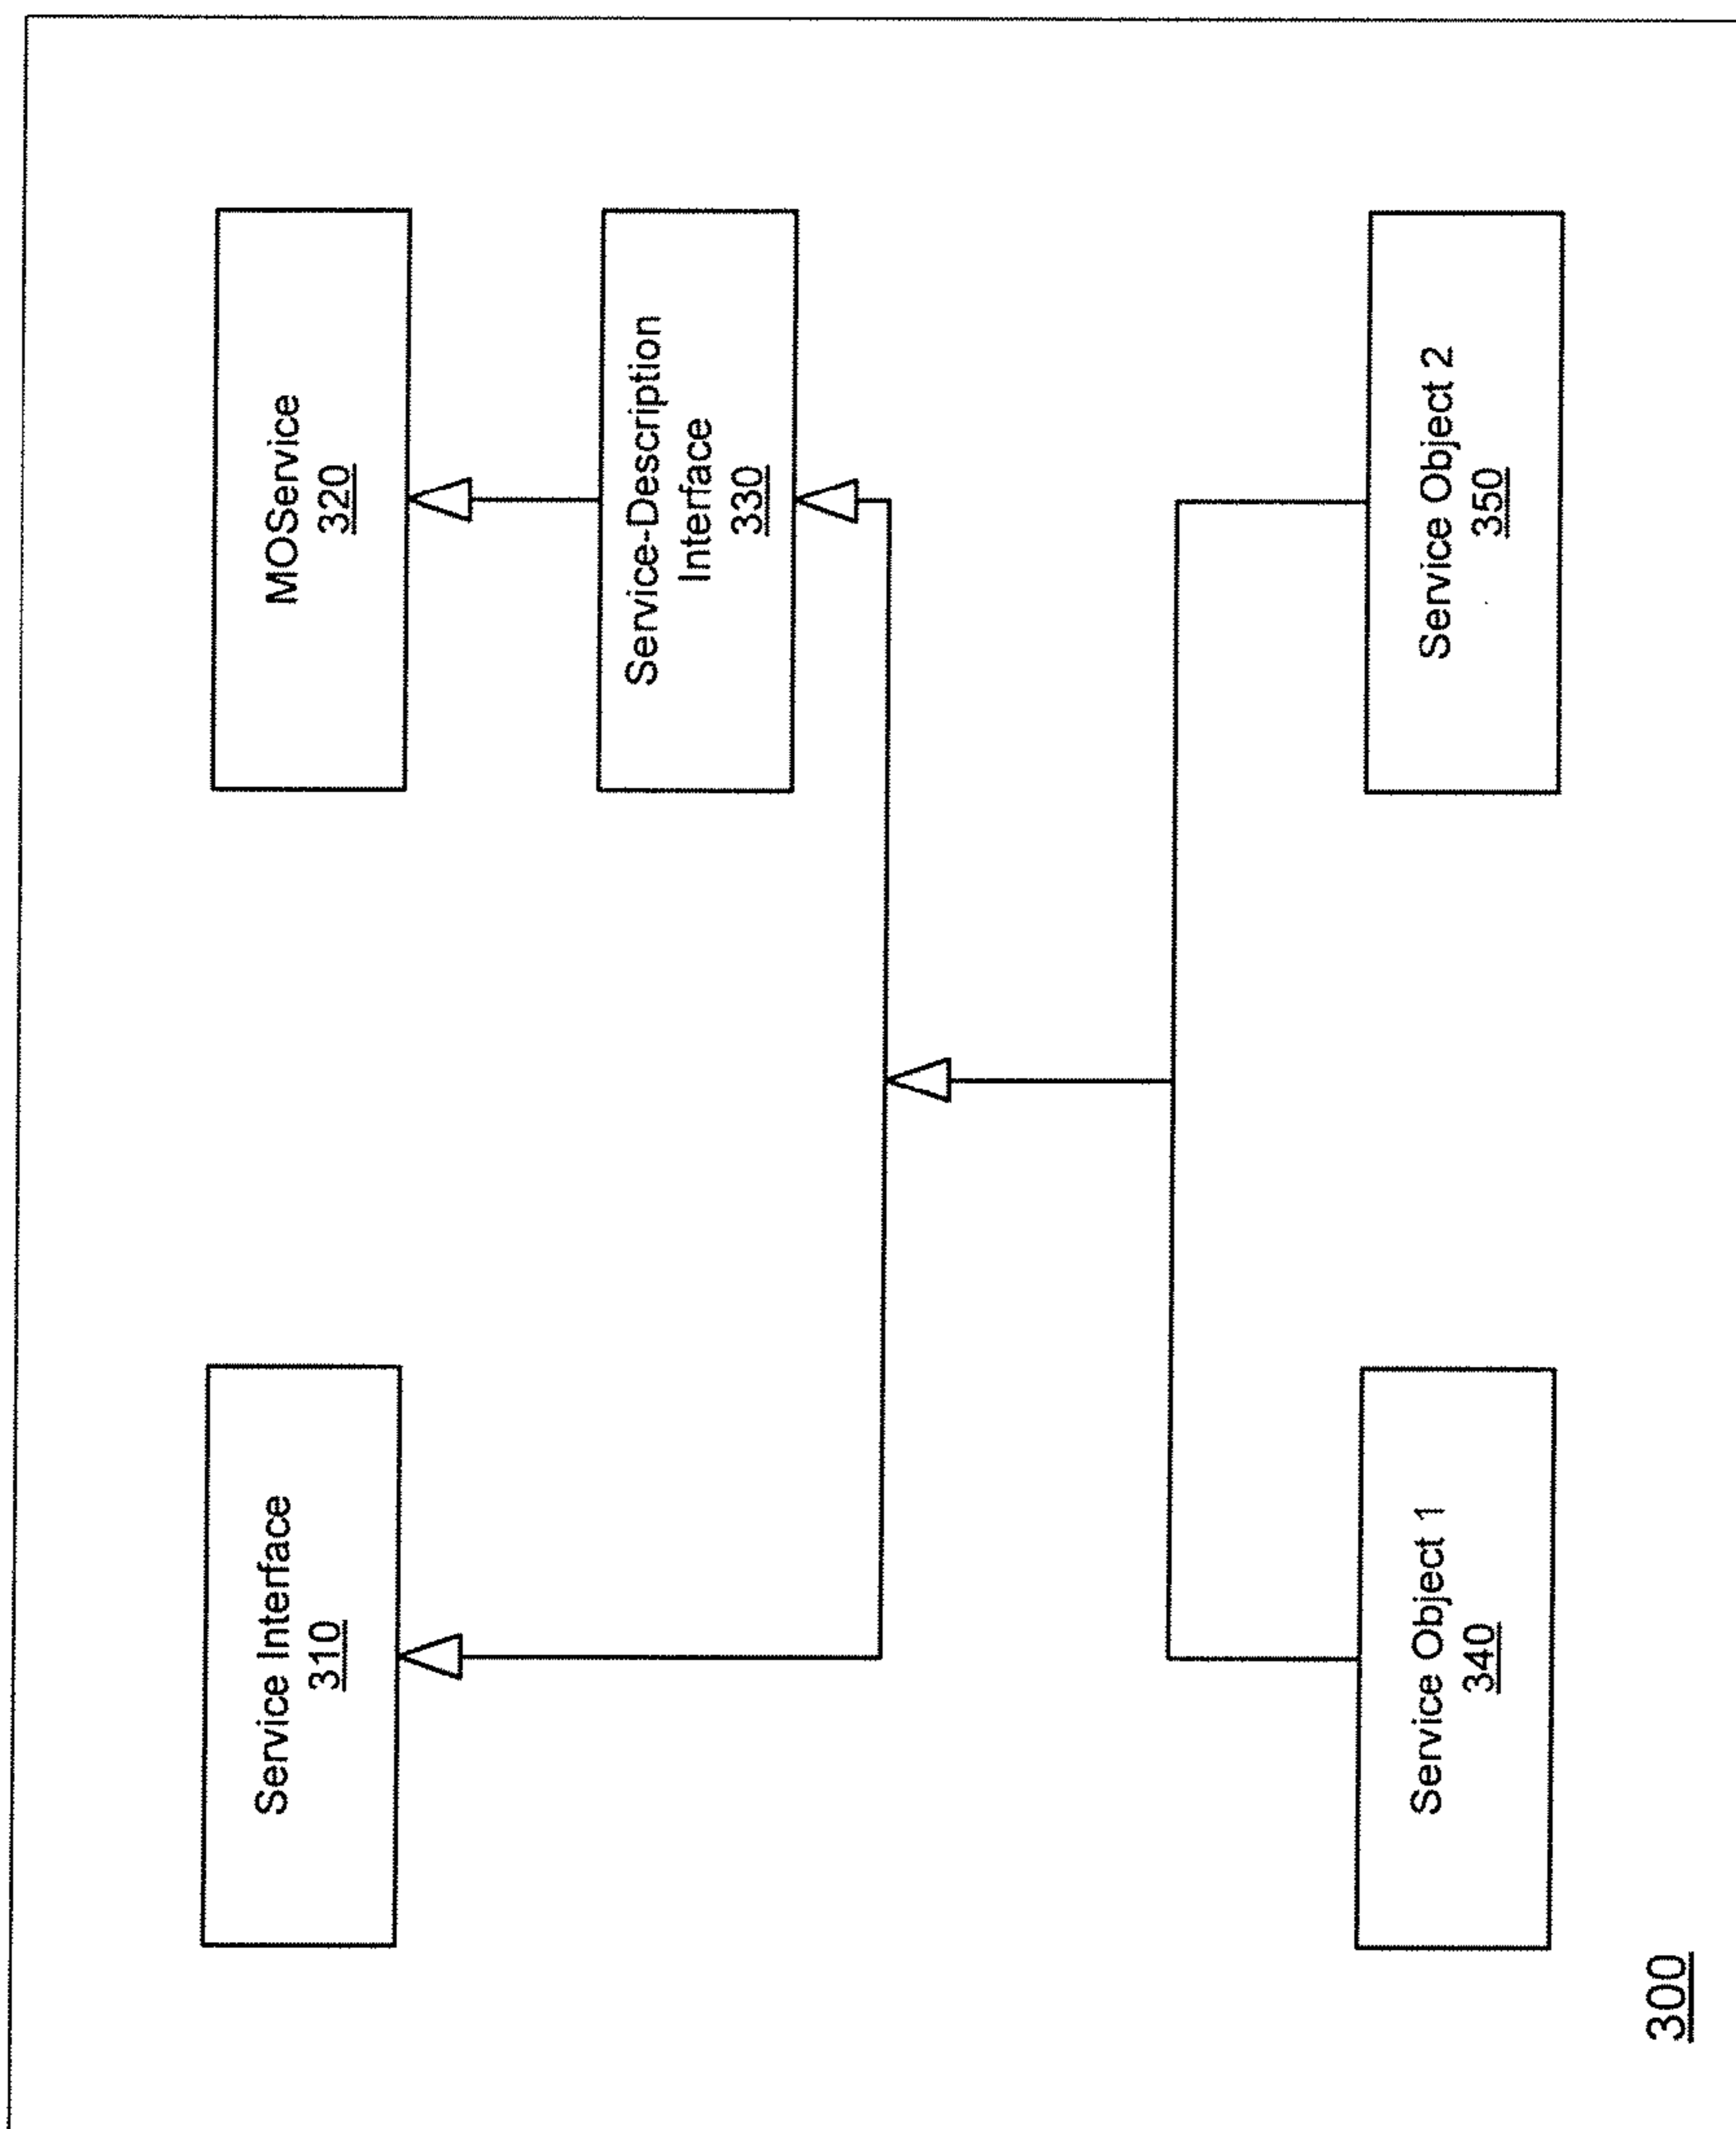 Service Interface
310
MOService
320
Service-Description
Interface
330
Service Object 1
340
Service Object 2
350
300